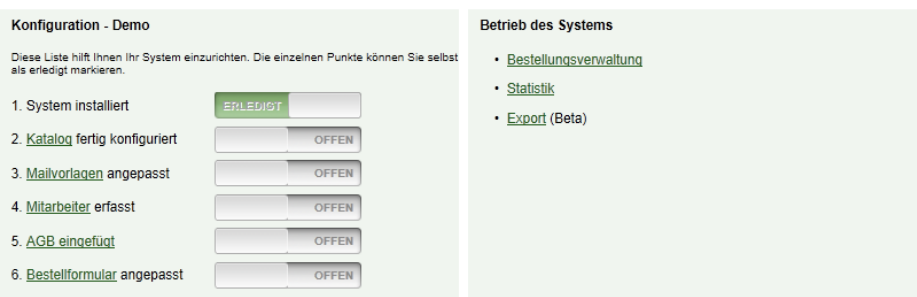 Konfiguration - Demo
Diese Liste hilft Ihnen Ihr System einzurichten. Die einzelnen Punkte können Sie selbst
als erledigt markieren.
1. System installiert ERLEDIGT
2. Katalog fertig konfiguriert OFFEN
3. Mailvorlagen angepasst OFFEN
4. Mitarbeiter erfasst OFFEN
5. AGB eingefügt OFFEN
6. Bestellformular angepasst OFFEN
Betrieb des Systems
• Bestellungsverwaltung
• Statistik
• Export (Beta)